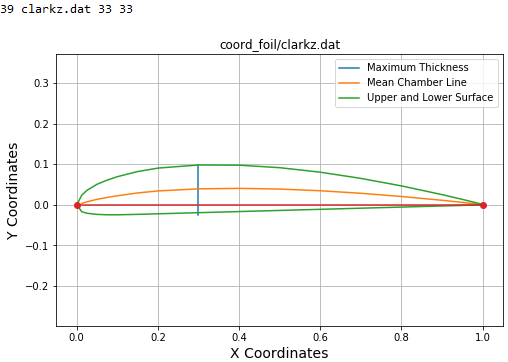 39 clarkz.dat 33 33
coord_foil/clarkz.dat
Maximum Thickness
Mean Chamber Line
Upper and Lower Surface
0.3
0.2
0.1
0.0
−0.1
−0.2
Y Coordinates
0.0 0.2 0.4 0.6 0.8 1.0
X Coordinates